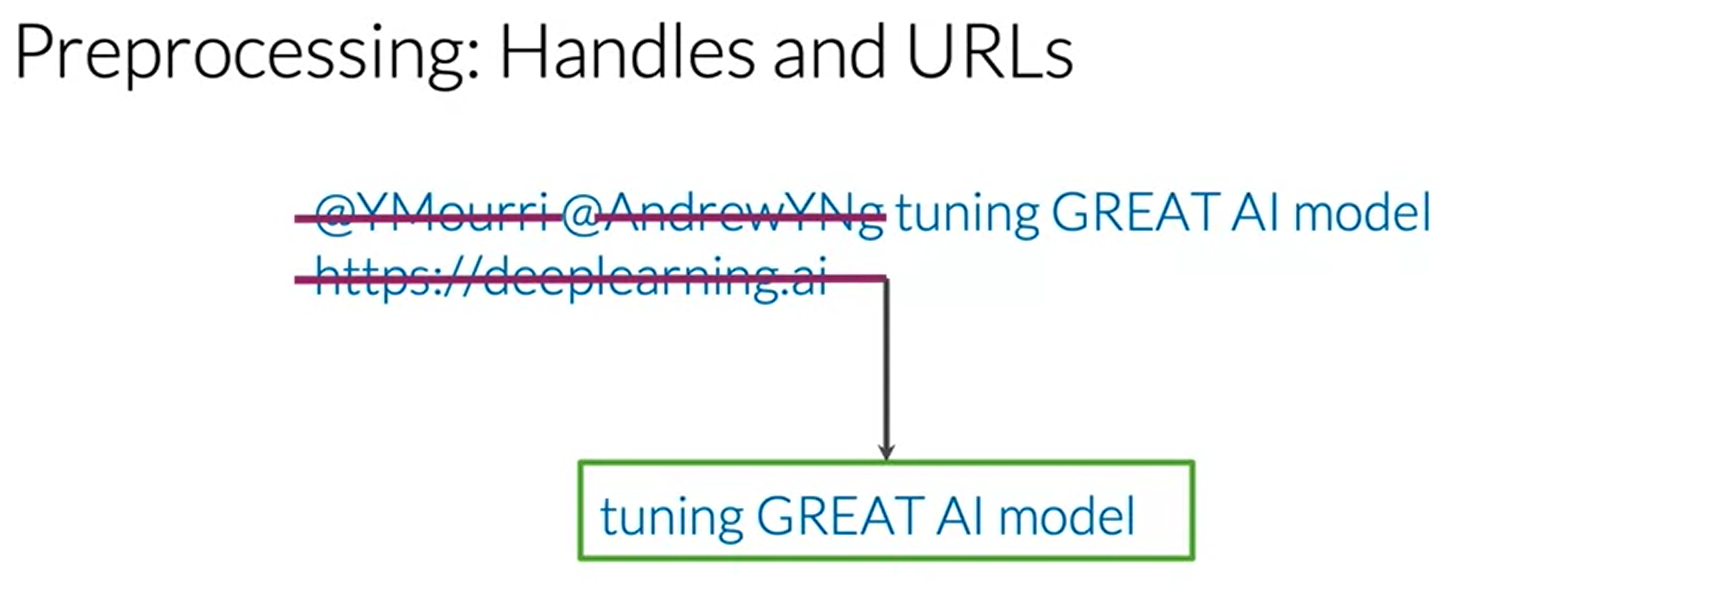 Preprocessing: Handles and URLs
@YMourri @AndrewYNg tuning GREAT AI model
https://deeplearning.ai
tuning GREAT AI model